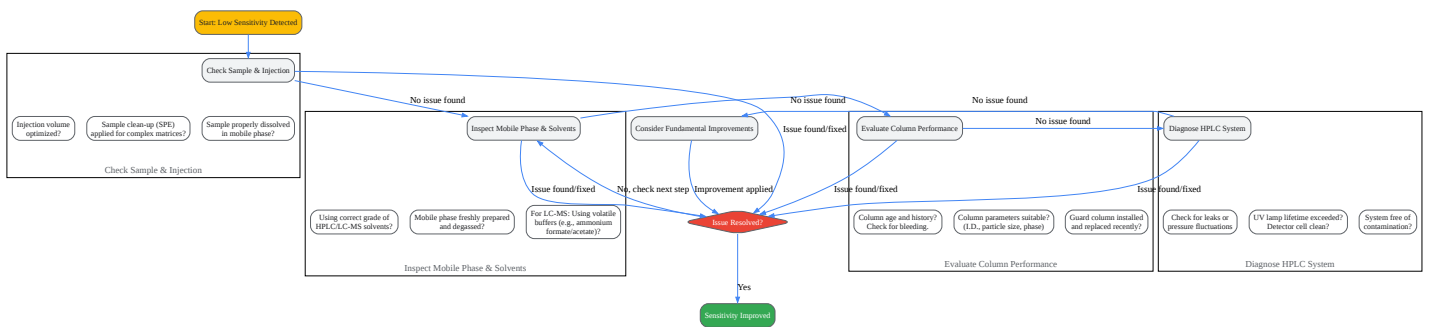 Start: Low Sensitivity Detected
Check Sample & Injection
No issue found
No issue found
No issue found
Injection volume
optimized?
Sample clean-up (SPE)
applied for complex matrices?
Sample properly dissolved
in mobile phase?
Inspect Mobile Phase & Solvents
Consider Fundamental Improvements
Issue found/fixed
Evaluate Column Performance
No issue found
Diagnose HPLC System
Check Sample & Injection
Issue found/fixed
No, check next step
Improvement applied
Issue found/fixed
Issue found/fixed
Using correct grade of
HPLC/LC-MS solvents?
Mobile phase freshly prepared
and degassed?
For LC-MS: Using volatile
buffers (e.g., ammonium
formate/acetate)?
Issue Resolved?
Column age and history?
Check for bleeding.
Column parameters suitable?
(I.D., particle size, phase)
Guard column installed
and replaced recently?
Check for leaks or
pressure fluctuations
UV lamp lifetime exceeded?
Detector cell clean?
System free of
contamination?
Inspect Mobile Phase & Solvents
Evaluate Column Performance
Diagnose HPLC System
Yes
Sensitivity Improved